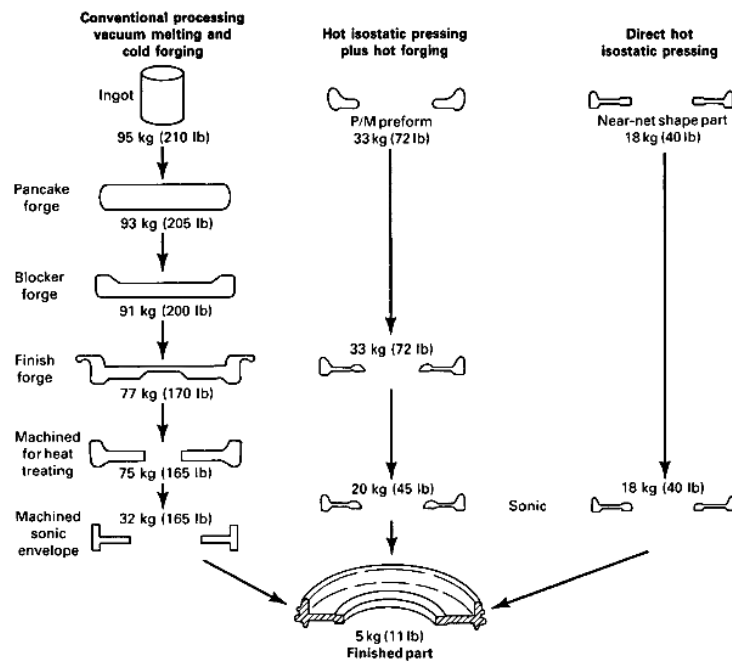 Conventional processing
vacuum melting and
cold forging
Ingot
95 kg (210 lb)
Pancake
forge
93 kg (205 lb)
Blocker
forge
91 kg (200 lb)
Finish
forge
77 kg (170 lb)
Machined
for heat
treating
75 kg (165 lb)
Machined
sonic
envelope
32 kg (165 lb)
Hot isostatic pressing
plus hot forging
P/M preform
33 kg (72 lb)
33 kg (72 lb)
20 kg (45 lb)
Direct hot
isostatic pressing
Near-net shape part
18 kg (40 lb)
Sonic
18 kg (40 lb)
5 kg (11 lb)
Finished part